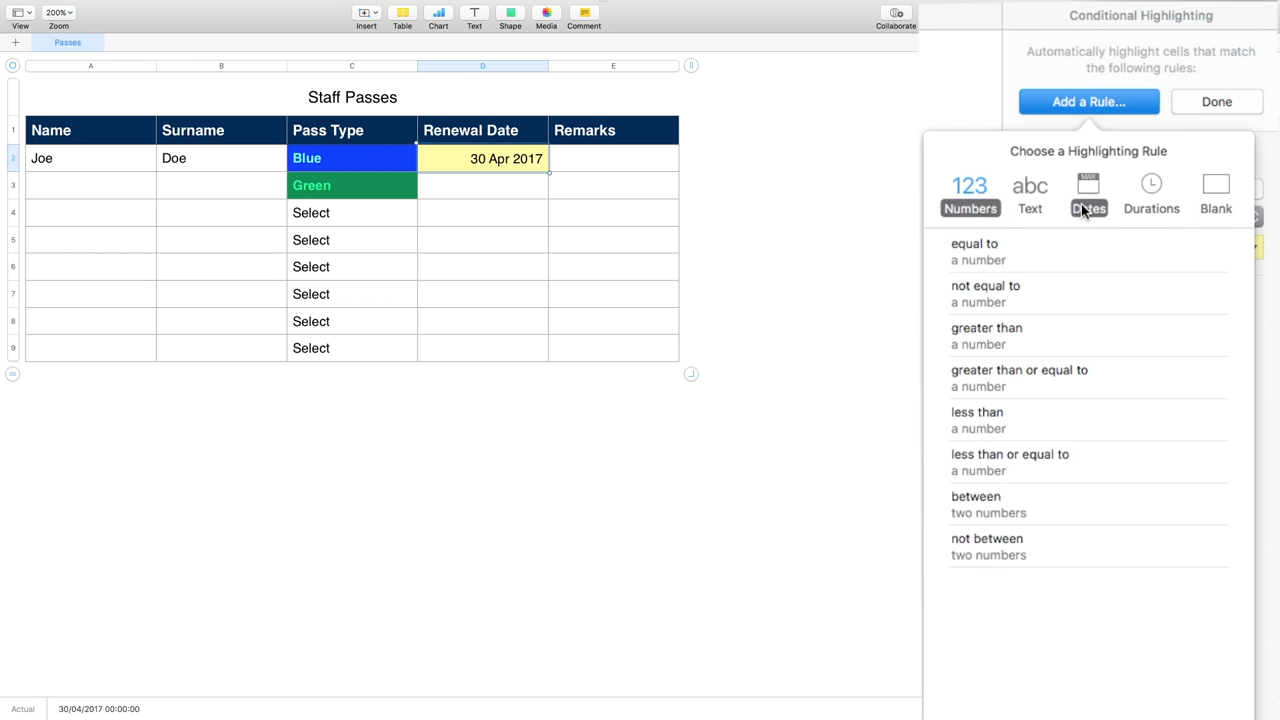 200%
View
Zoom
Insert
Table
Chart
T
Text
Shape
Media
Comment
Collaborate
Passes
A
B
C
D
E
Staff Passes
1
Name
Surname
Pass Type
Renewal Date
Remarks
2
Joe
Doe
Blue
30 Apr 2017
3
Green
4
Select
5
Select
6
Select
7
Select
8
Select
9
Select
Actual
30/04/2017 00:00:00
Conditional Highlighting
Automatically highlight cells that match
the following rules:
Add a Rule...
Done
Choose a Highlighting Rule
123
abc
MAR
Numbers
Text
Dates
Durations
Blank
equal to
a number
not equal to
a number
greater than
a number
greater than or equal to
a number
less than
a number
less than or equal to
a number
between
two numbers
not between
two numbers